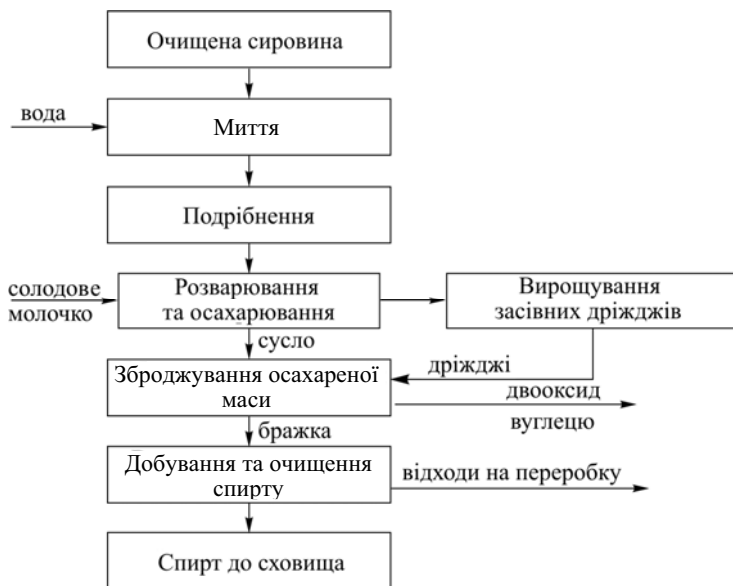 Очищена сировина
вода
Миття
Подрібнення
солодове
молочко
Розварювання
та осахарювання
Вирощування
засівних дріжджів
сусло
дріжджі
Зброджування осахареної
маси
двооксид
вуглецю
бражка
Добування та очищення
спирту
відходи на переробку
Спирт до сховища